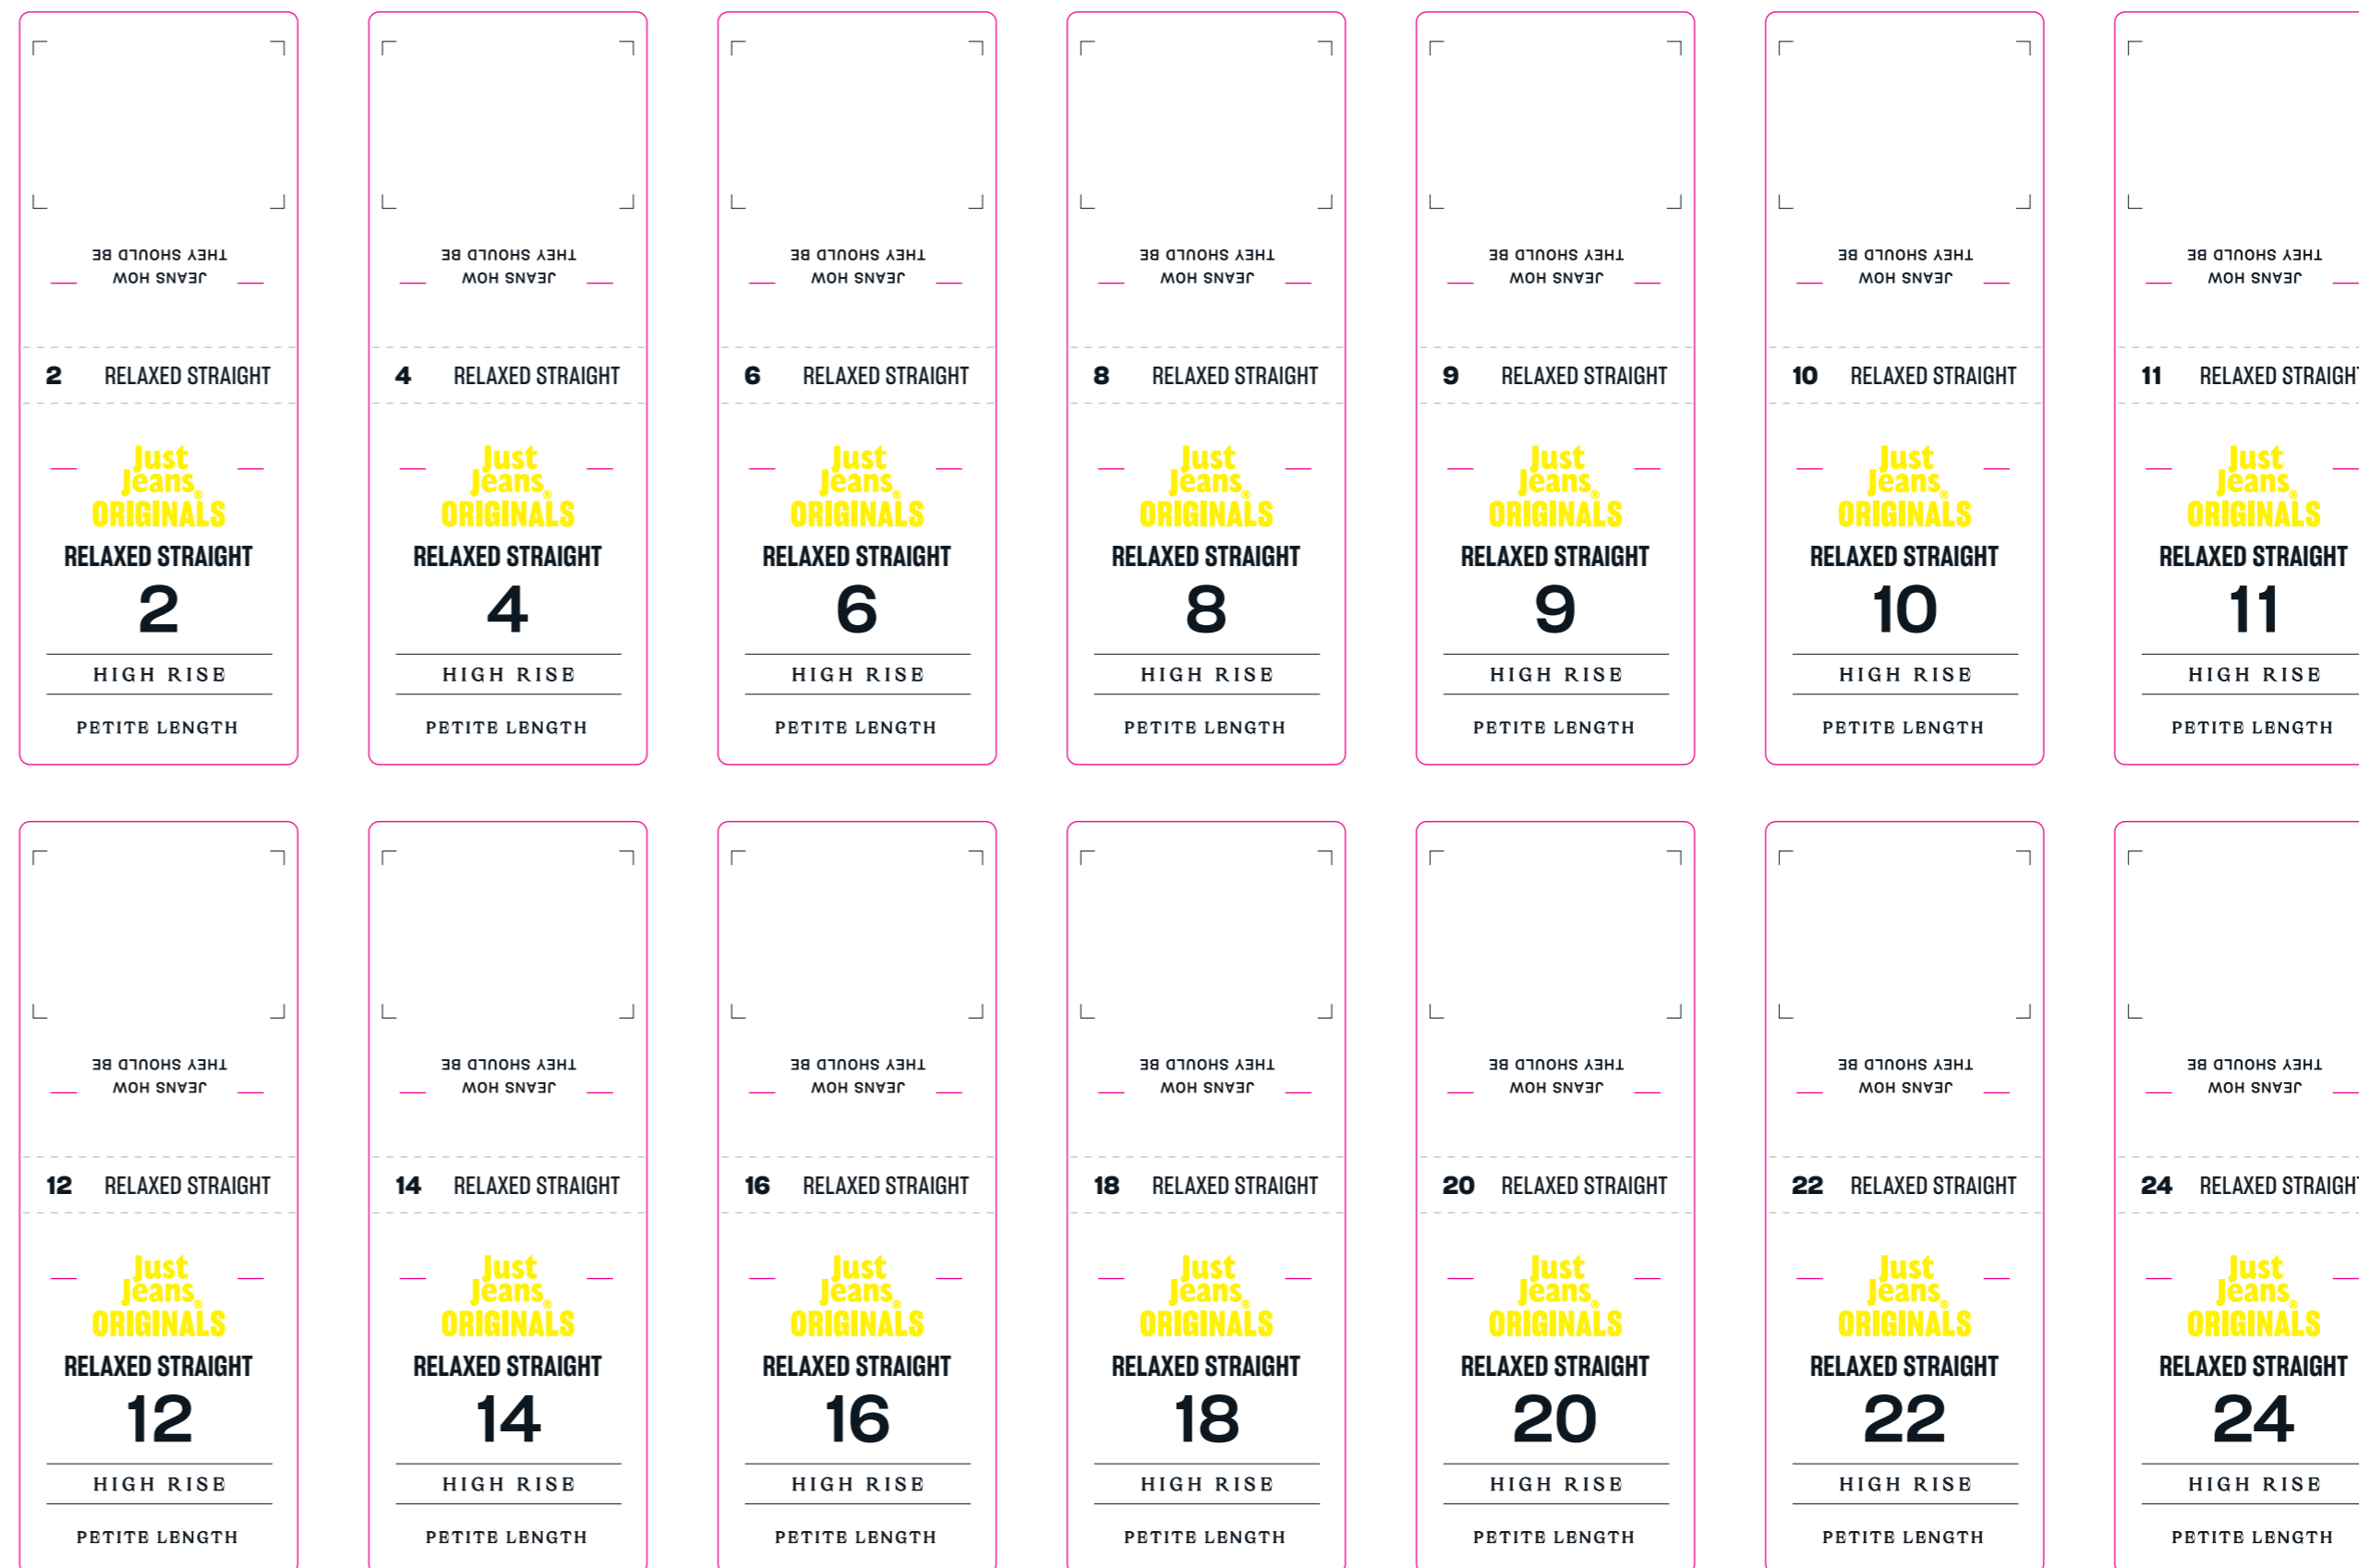 THEY SHOULD BE
JEANS HOW
2 RELAXED STRAIGHT
Just
Jeans®
ORIGINALS
RELAXED STRAIGHT
2
HIGH RISE
PETITE LENGTH
THEY SHOULD BE
JEANS HOW
4 RELAXED STRAIGHT
Just
Jeans®
ORIGINALS
RELAXED STRAIGHT
4
HIGH RISE
PETITE LENGTH
THEY SHOULD BE
JEANS HOW
6 RELAXED STRAIGHT
Just
Jeans®
ORIGINALS
RELAXED STRAIGHT
6
HIGH RISE
PETITE LENGTH
THEY SHOULD BE
JEANS HOW
8 RELAXED STRAIGHT
Just
Jeans®
ORIGINALS
RELAXED STRAIGHT
8
HIGH RISE
PETITE LENGTH
THEY SHOULD BE
JEANS HOW
9 RELAXED STRAIGHT
Just
Jeans®
ORIGINALS
RELAXED STRAIGHT
9
HIGH RISE
PETITE LENGTH
THEY SHOULD BE
JEANS HOW
10 RELAXED STRAIGHT
Just
Jeans®
ORIGINALS
RELAXED STRAIGHT
10
HIGH RISE
PETITE LENGTH
THEY SHOULD BE
JEANS HOW
11 RELAXED STRAIGHT
Just
Jeans®
ORIGINALS
RELAXED STRAIGHT
11
HIGH RISE
PETITE LENGTH
THEY SHOULD BE
JEANS HOW
12 RELAXED STRAIGHT
Just
Jeans®
ORIGINALS
RELAXED STRAIGHT
12
HIGH RISE
PETITE LENGTH
THEY SHOULD BE
JEANS HOW
14 RELAXED STRAIGHT
Just
Jeans®
ORIGINALS
RELAXED STRAIGHT
14
HIGH RISE
PETITE LENGTH
THEY SHOULD BE
JEANS HOW
16 RELAXED STRAIGHT
Just
Jeans®
ORIGINALS
RELAXED STRAIGHT
16
HIGH RISE
PETITE LENGTH
THEY SHOULD BE
JEANS HOW
18 RELAXED STRAIGHT
Just
Jeans®
ORIGINALS
RELAXED STRAIGHT
18
HIGH RISE
PETITE LENGTH
THEY SHOULD BE
JEANS HOW
20 RELAXED STRAIGHT
Just
Jeans®
ORIGINALS
RELAXED STRAIGHT
20
HIGH RISE
PETITE LENGTH
THEY SHOULD BE
JEANS HOW
22 RELAXED STRAIGHT
Just
Jeans®
ORIGINALS
RELAXED STRAIGHT
22
HIGH RISE
PETITE LENGTH
THEY SHOULD BE
JEANS HOW
24 RELAXED STRAIGHT
Just
Jeans®
ORIGINALS
RELAXED STRAIGHT
24
HIGH RISE
PETITE LENGTH